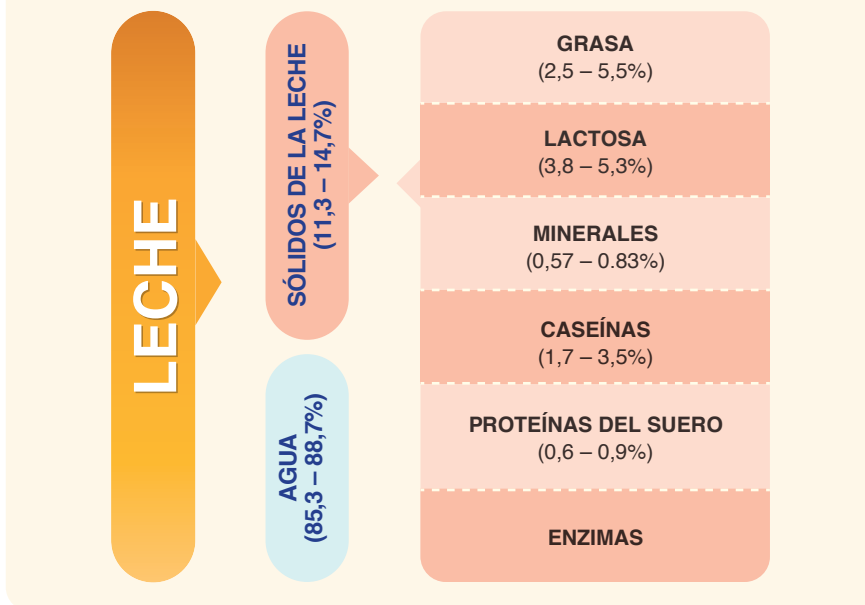 LECHE
SÓLIDOS DE LA LECHE
(11,3 – 14,7%)
AGUA
(85,3 – 88,7%)
GRASA
(2,5 – 5,5%)
LACTOSA
(3,8 – 5,3%)
MINERALES
(0,57 – 0.83%)
CASEÍNAS
(1,7 – 3,5%)
PROTEÍNAS DEL SUERO
(0,6 – 0,9%)
ENZIMAS